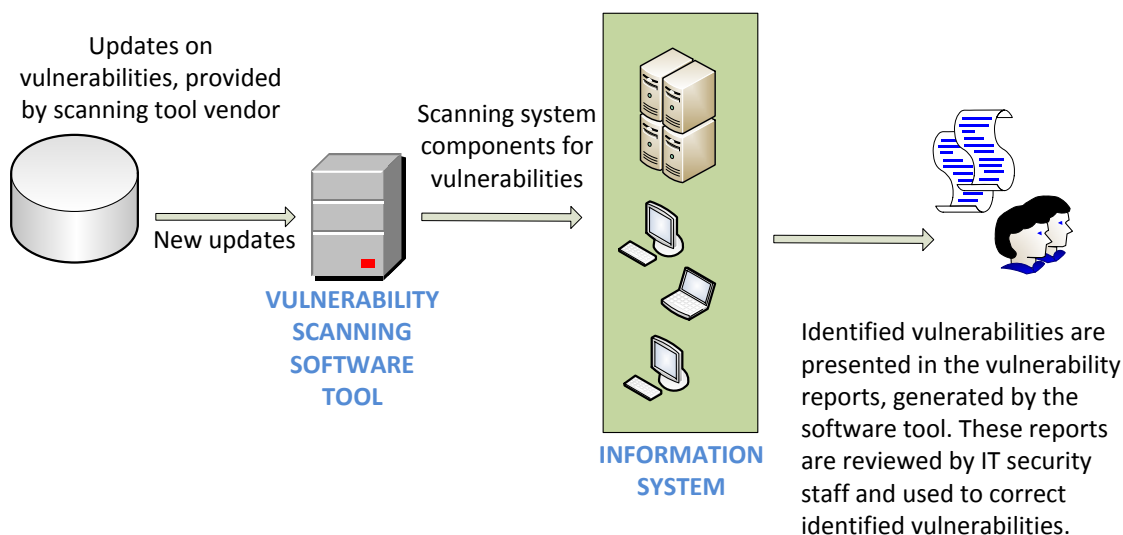 Updates on
vulnerabilities, provided
by scanning tool vendor
New updates
VULNERABILITY
SCANNING
SOFTWARE
TOOL
Scanning system
components for
vulnerabilities
INFORMATION
SYSTEM
Identified vulnerabilities are
presented in the vulnerability
reports, generated by the
software tool. These reports
are reviewed by IT security
staff and used to correct
identified vulnerabilities.